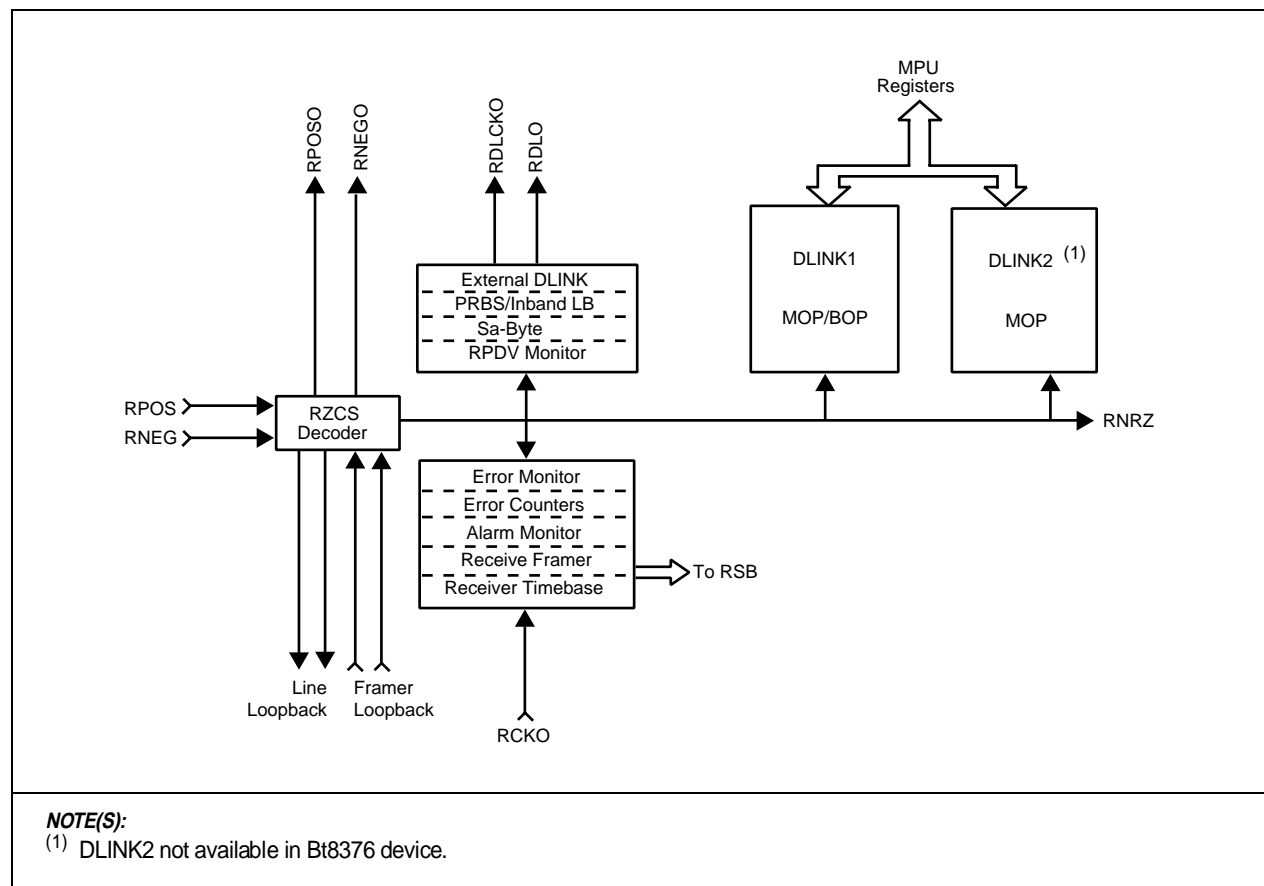 MPU
Registers
RPOSO
RNEGO
RDLCKO
RDLO
External DLINK
PRBS/Inband LB
Sa-Byte
RPDV Monitor
DLINK1
MOP/BOP
DLINK2 (1)
MOP
RPOS
RNEG
RZCS
Decoder
RNRZ
Error Monitor
Error Counters
Alarm Monitor
Receive Framer
Receiver Timebase
To RSB
Line
Loopback
Framer
Loopback
RCKO
NOTE(S):
(1) DLINK2 not available in Bt8376 device.